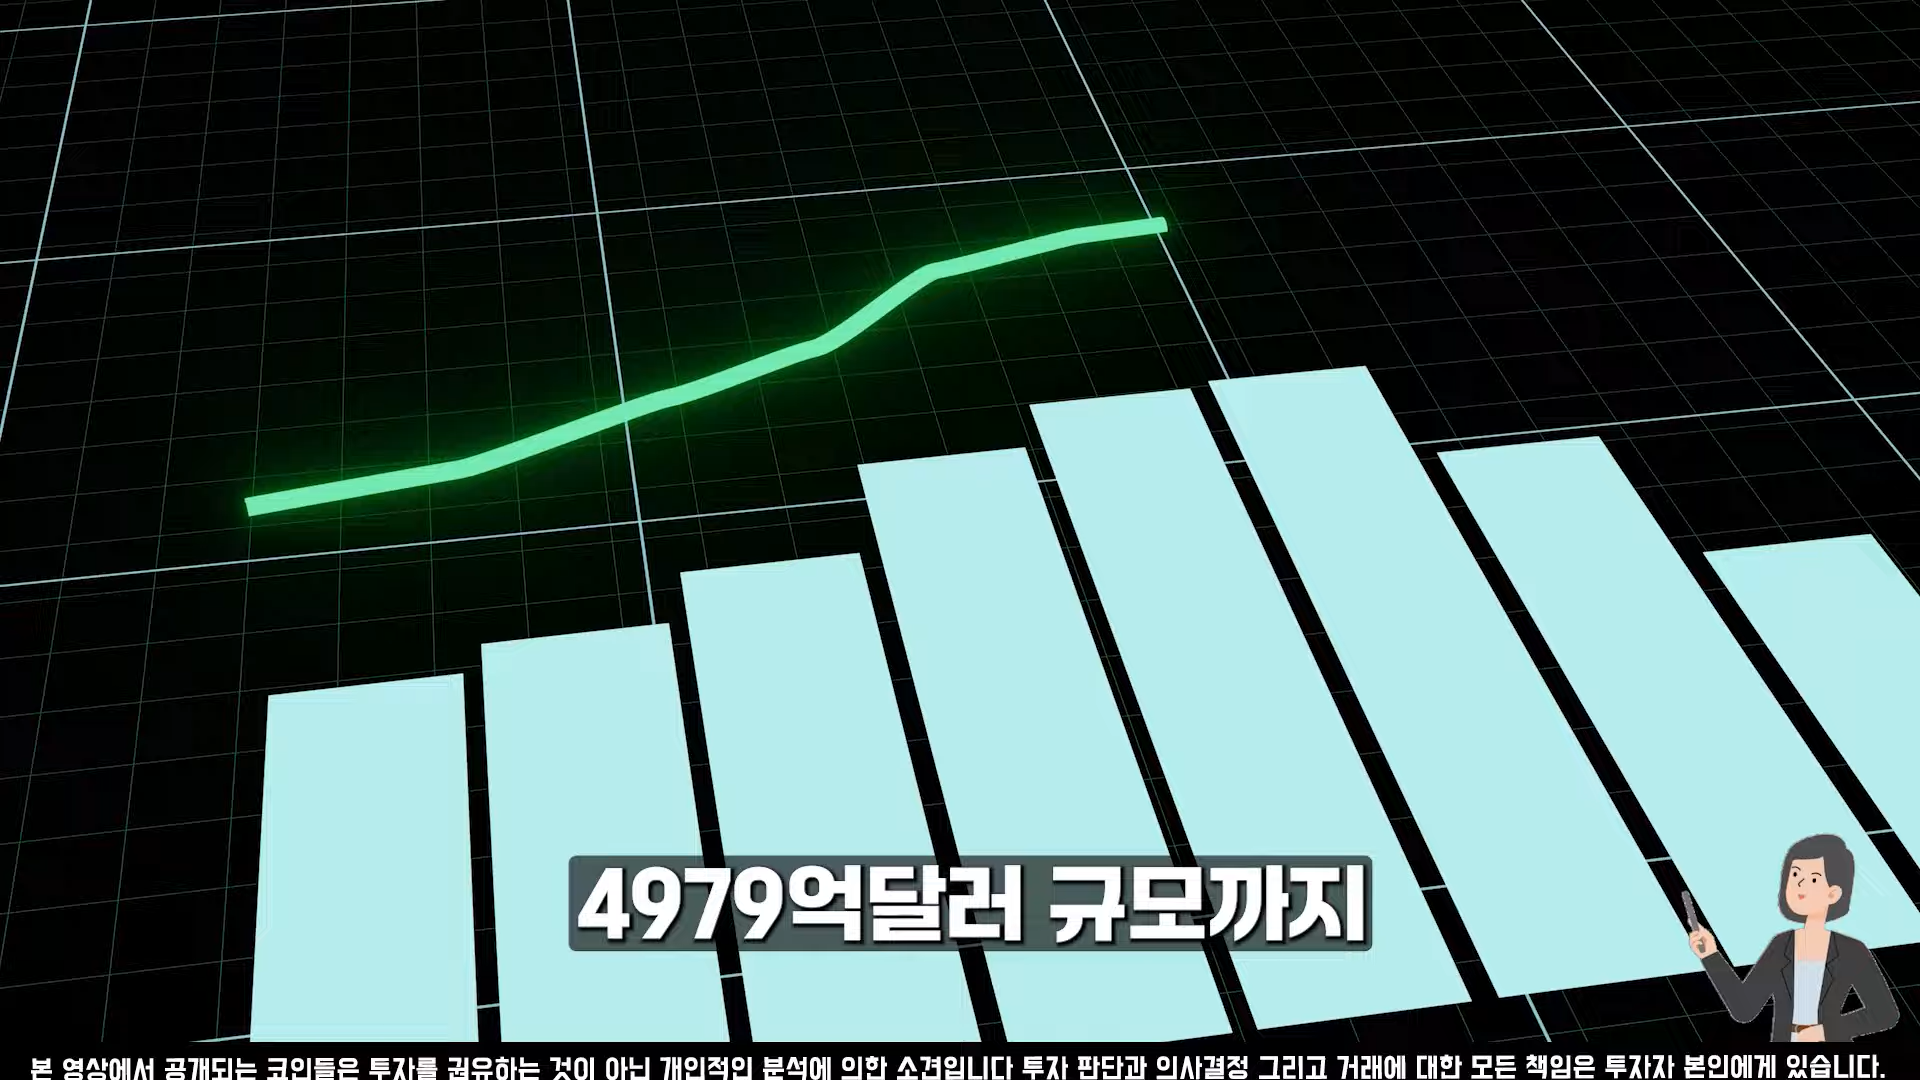 4979억달러 규모까지
본 영상에서 공개되는 코인들은 투자를 권유하는 것이 아닌 개인적인 분석에 의한 소견입니다 투자 판단과 의사결정 그리고 거래에 대한 모든 책임은 투자자 본인에게 있습니다.